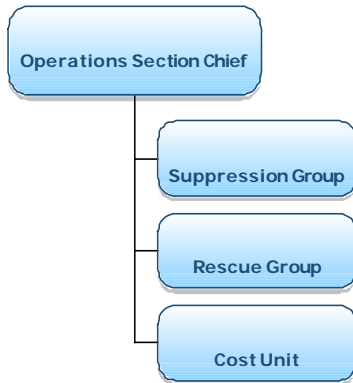 Operations Section Chief
Suppression Group
Rescue Group
Cost Unit